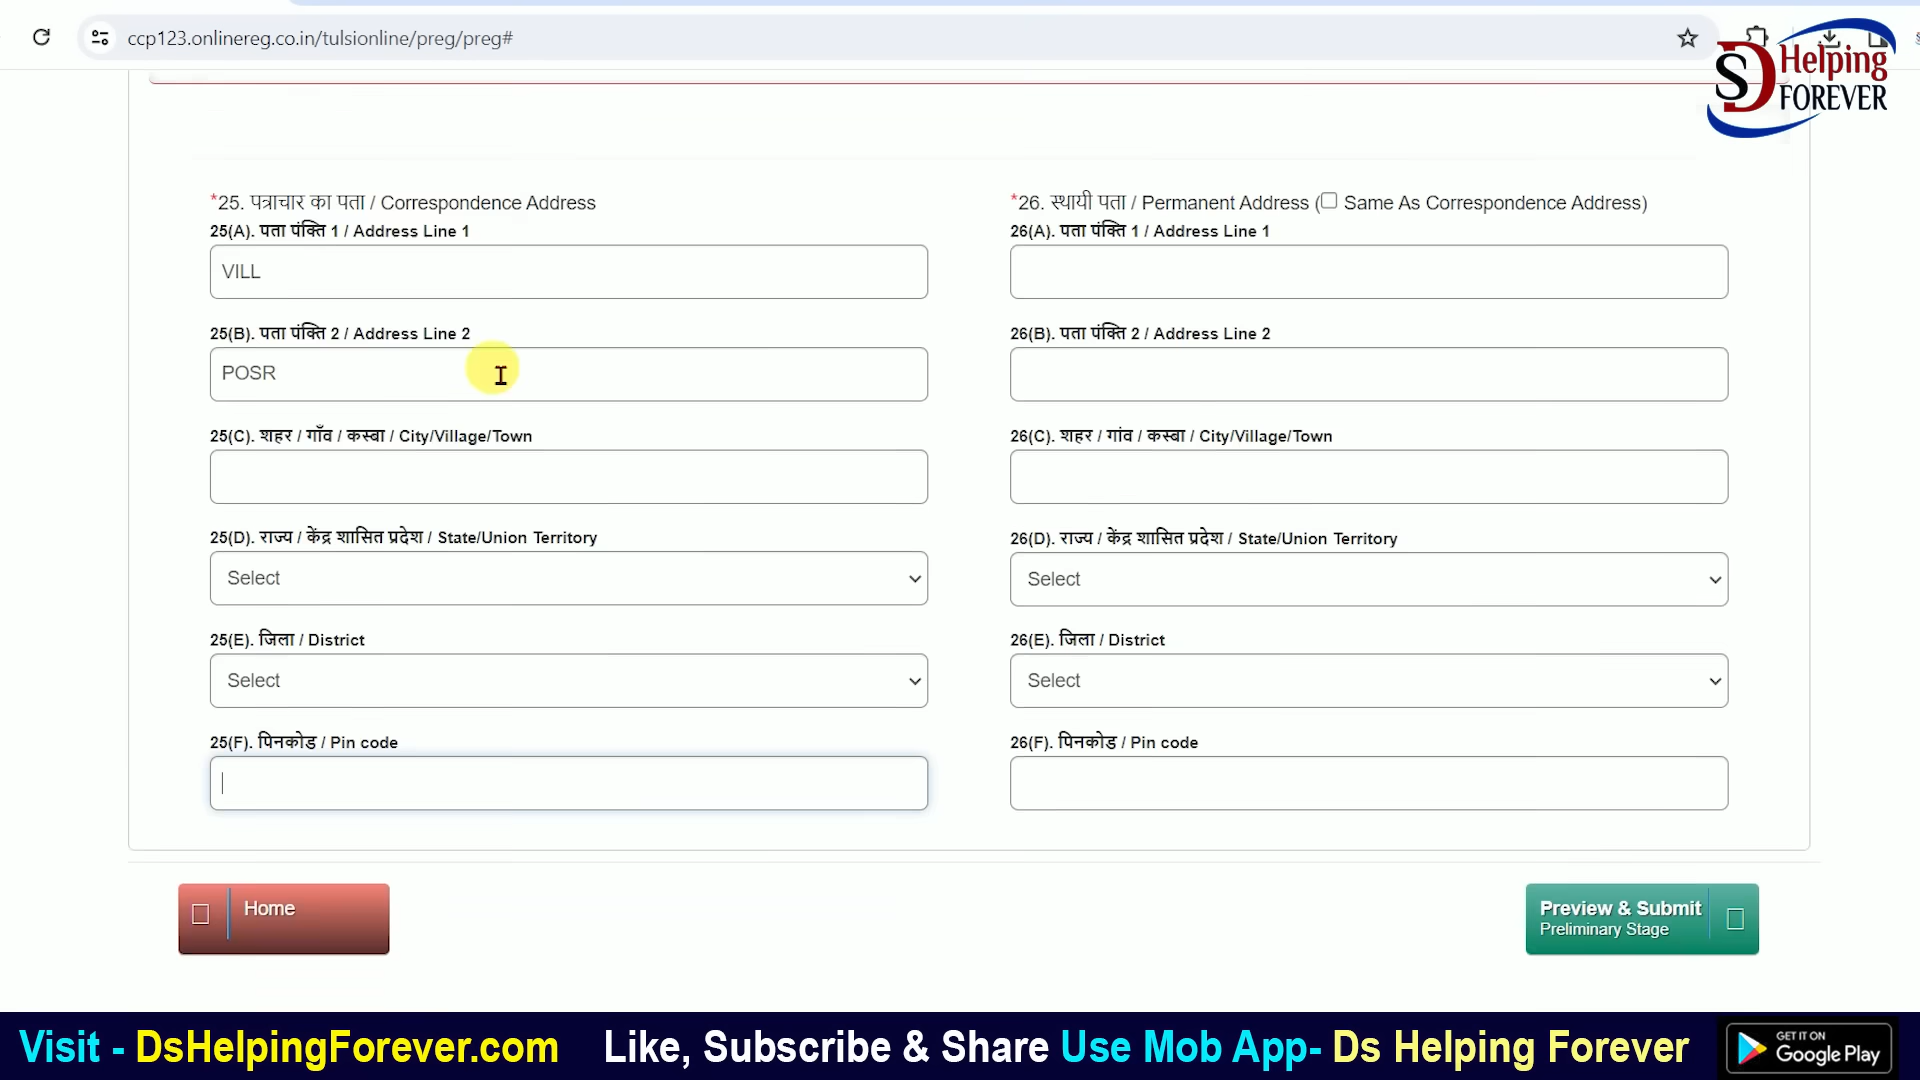 ccp123.onlinereg.co.in/tulsionline/preg/preg#
SD Helping
FOREVER
*25. पत्राचार का पता / Correspondence Address
25(A). पता पंक्ति 1 / Address Line 1
VILL
25(B). पता पंक्ति 2 / Address Line 2
POSR
25(C). शहर / गाँव / कस्बा / City/Village/Town
25(D). राज्य / केंद्र शासित प्रदेश / State/Union Territory
Select
25(E). जिला / District
Select
25(F). पिनकोड / Pin code
*26. स्थायी पता / Permanent Address ( Same As Correspondence Address)
26(A). पता पंक्ति 1 / Address Line 1
26(B). पता पंक्ति 2 / Address Line 2
26(C). शहर / गांव / कस्बा / City/Village/Town
26(D). राज्य / केंद्र शासित प्रदेश / State/Union Territory
Select
26(E). जिला / District
Select
26(F). पिनकोड / Pin code
Home
Preview & Submit
Preliminary Stage
Visit - DsHelpingForever.com Like, Subscribe & Share Use Mob App- Ds Helping Forever
GET IT ON
Google Play